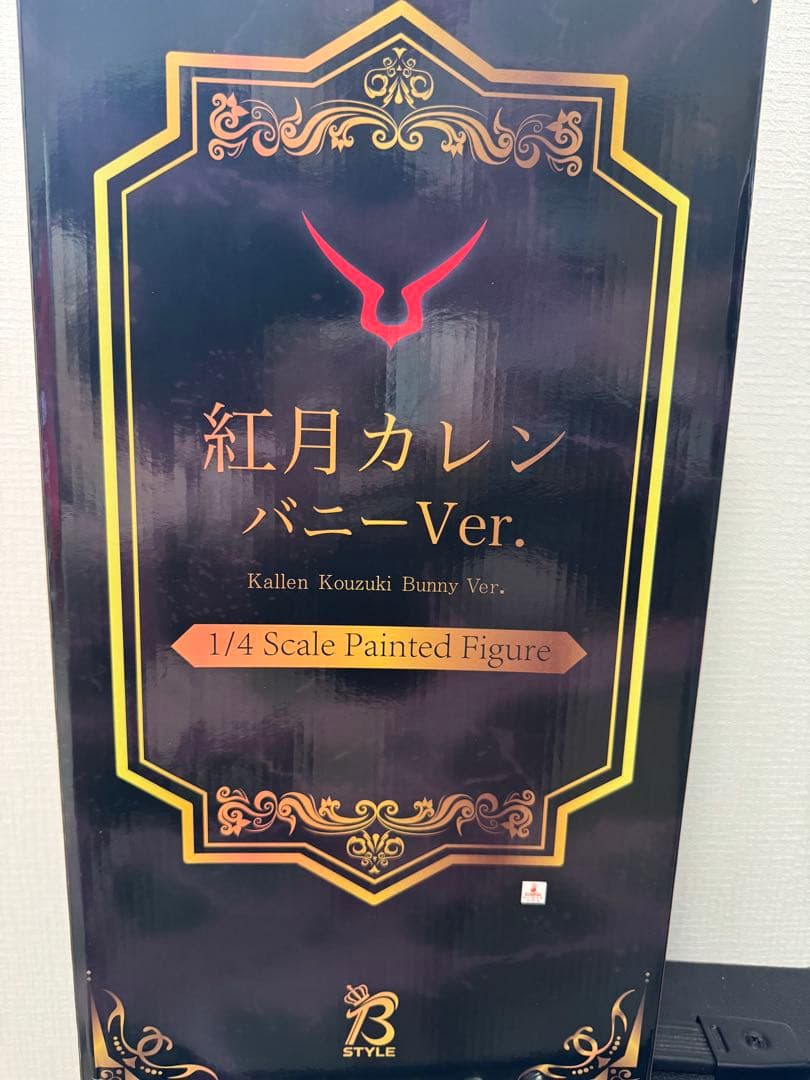 紅月カレン
バニーVer.
Kallen Kouzuki Bunny Ver.
1/4 Scale Painted Figure
B
STYLE